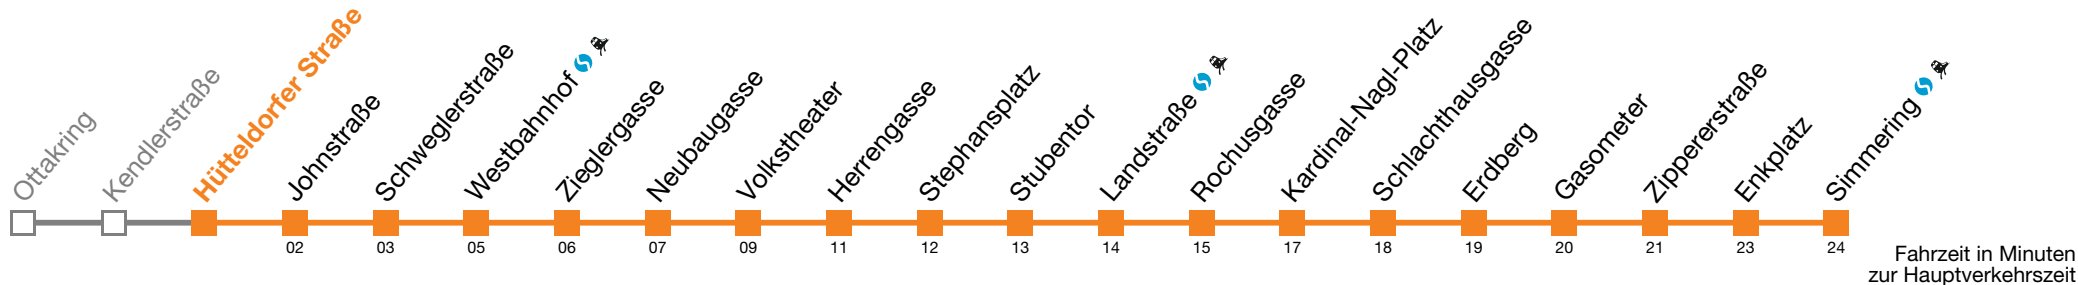 Ottakring
Kendlerstraße
Hütteldorfer Straße
Johnstraße
Schweglerstraße
Westbahnhof
Zieglergasse
Neubaugasse
Volkstheater
Herrengasse
Stephansplatz
Stubentor
Landstraße
Rochusgasse
Kardinal-Nagl-Platz
Schlachthausgasse
Erdberg
Gasometer
Zippererstraße
Enkplatz
Simmering
02 03 05 06 07 09 11 12 13 14 15 17 18 19 20 21 23 24
Fahrzeit in Minuten
zur Hauptverkehrszeit